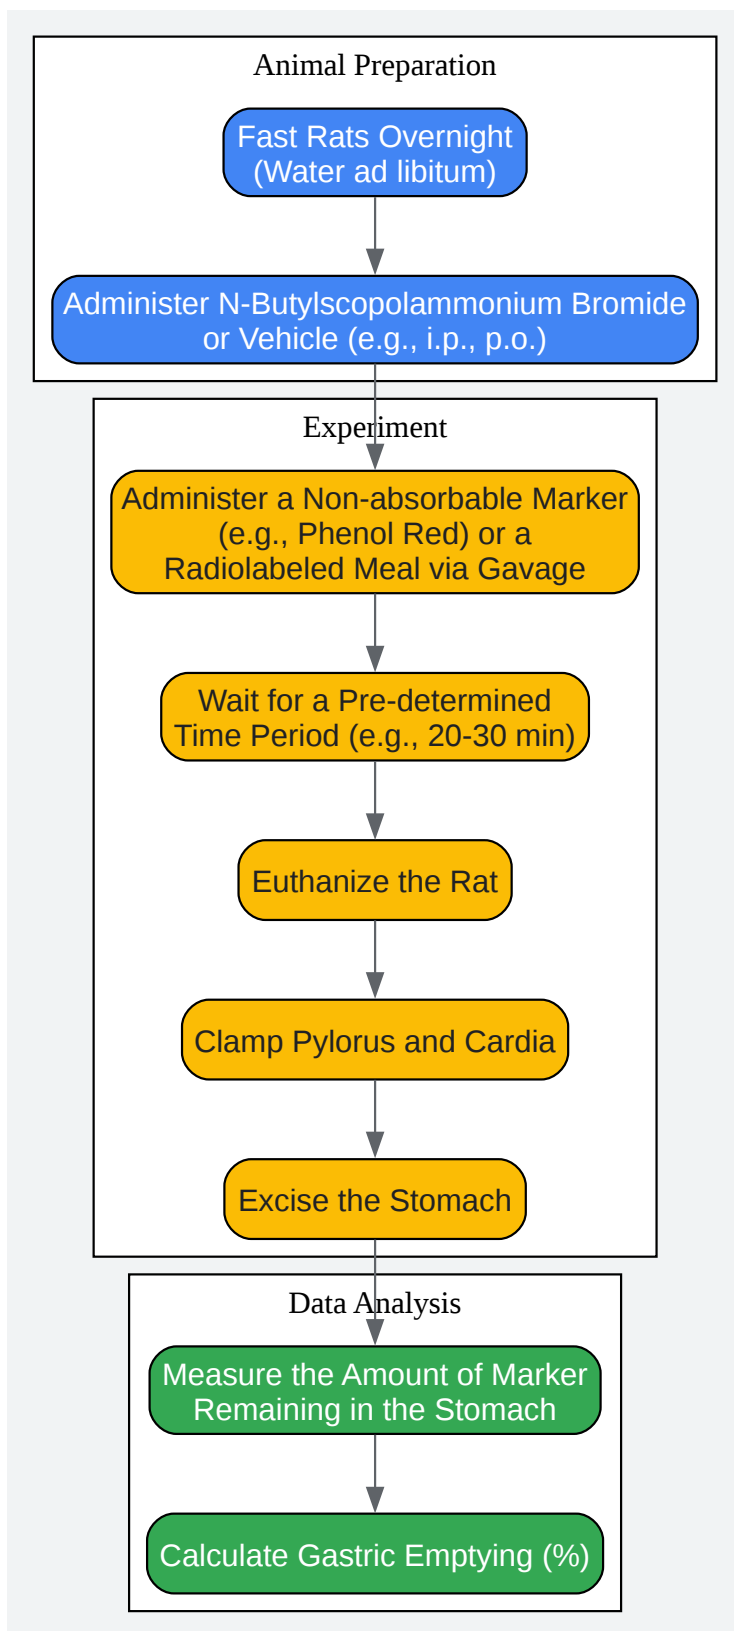 Animal Preparation
Fast Rats Overnight
(Water ad libitum)
Administer N-Butylscopolammonium Bromide
or Vehicle (e.g., i.p., p.o.)
Experiment
Administer a Non-absorbable Marker
(e.g., Phenol Red) or a
Radiolabeled Meal via Gavage
Wait for a Pre-determined
Time Period (e.g., 20-30 min)
Euthanize the Rat
Clamp Pylorus and Cardia
Excise the Stomach
Data Analysis
Measure the Amount of Marker
Remaining in the Stomach
Calculate Gastric Emptying (%)